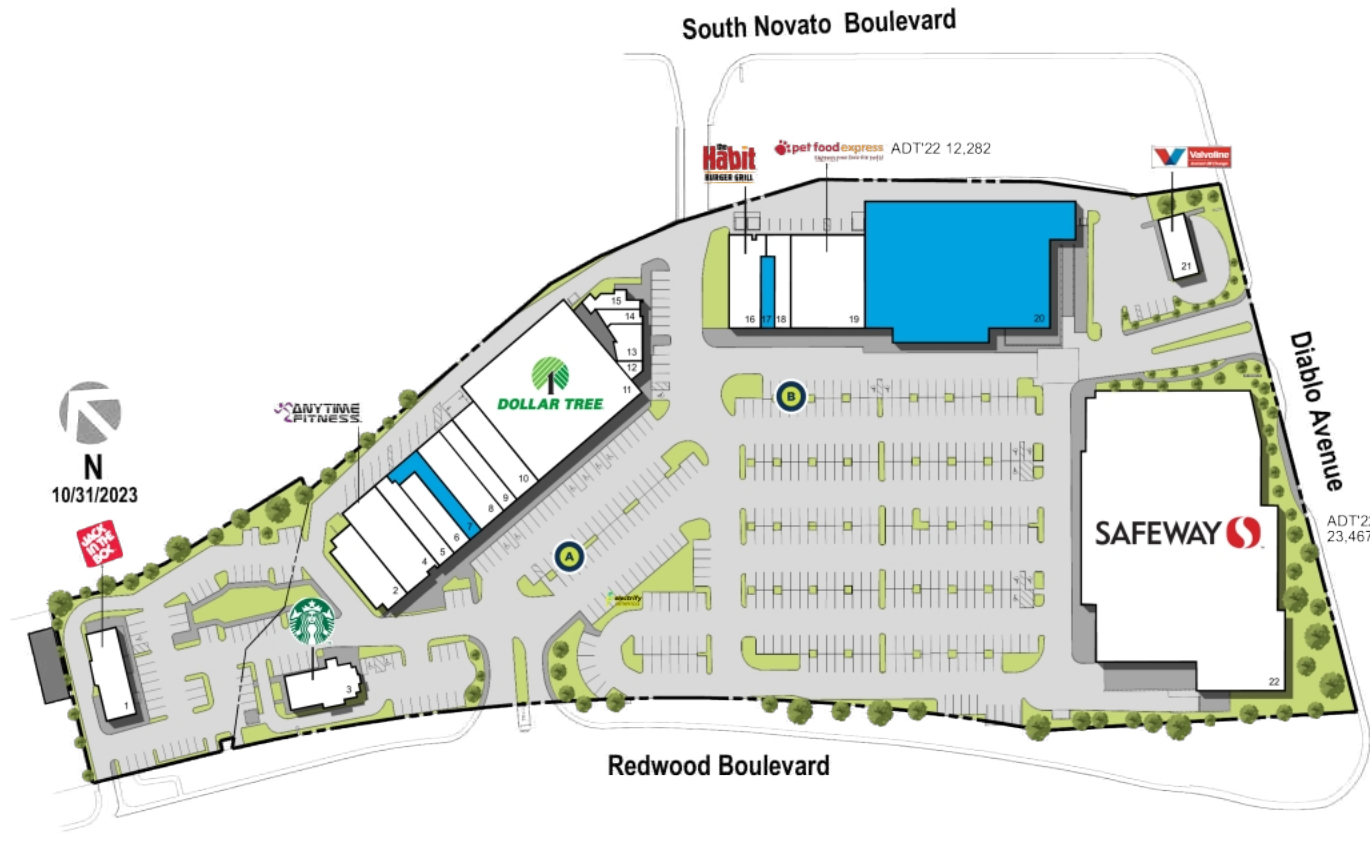 South Novato Boulevard
the
Habit
BURGER GRILL
pet food express
ADT'22 12,282
Valvoline
21
15
14
13
12
11
16
17
18
19
20
DOLLAR TREE
B
Diablo Avenue
ANYTIME
FITNESS
N
10/31/2023
10
9
8
7
6
5
4
2
A
JACK
IN THE
BOX
SAFEWAY
ADT'22
23,467
electrify
america
1
3
22
Redwood Boulevard